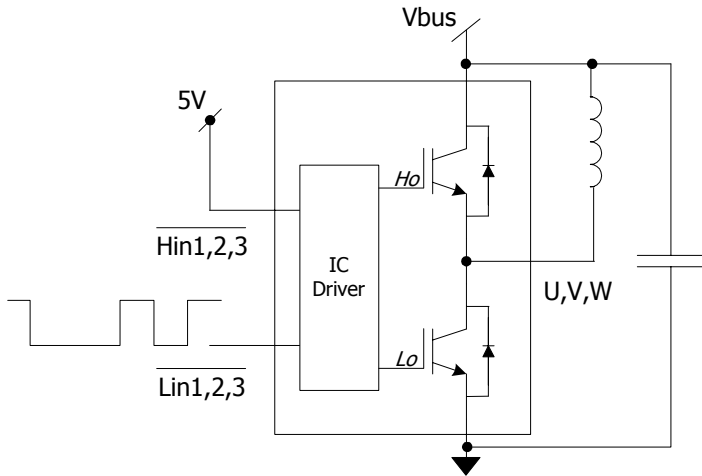 Vbus
5V
Ho
Hin1,2,3
IC
Driver
U,V,W
Lo
Lin1,2,3